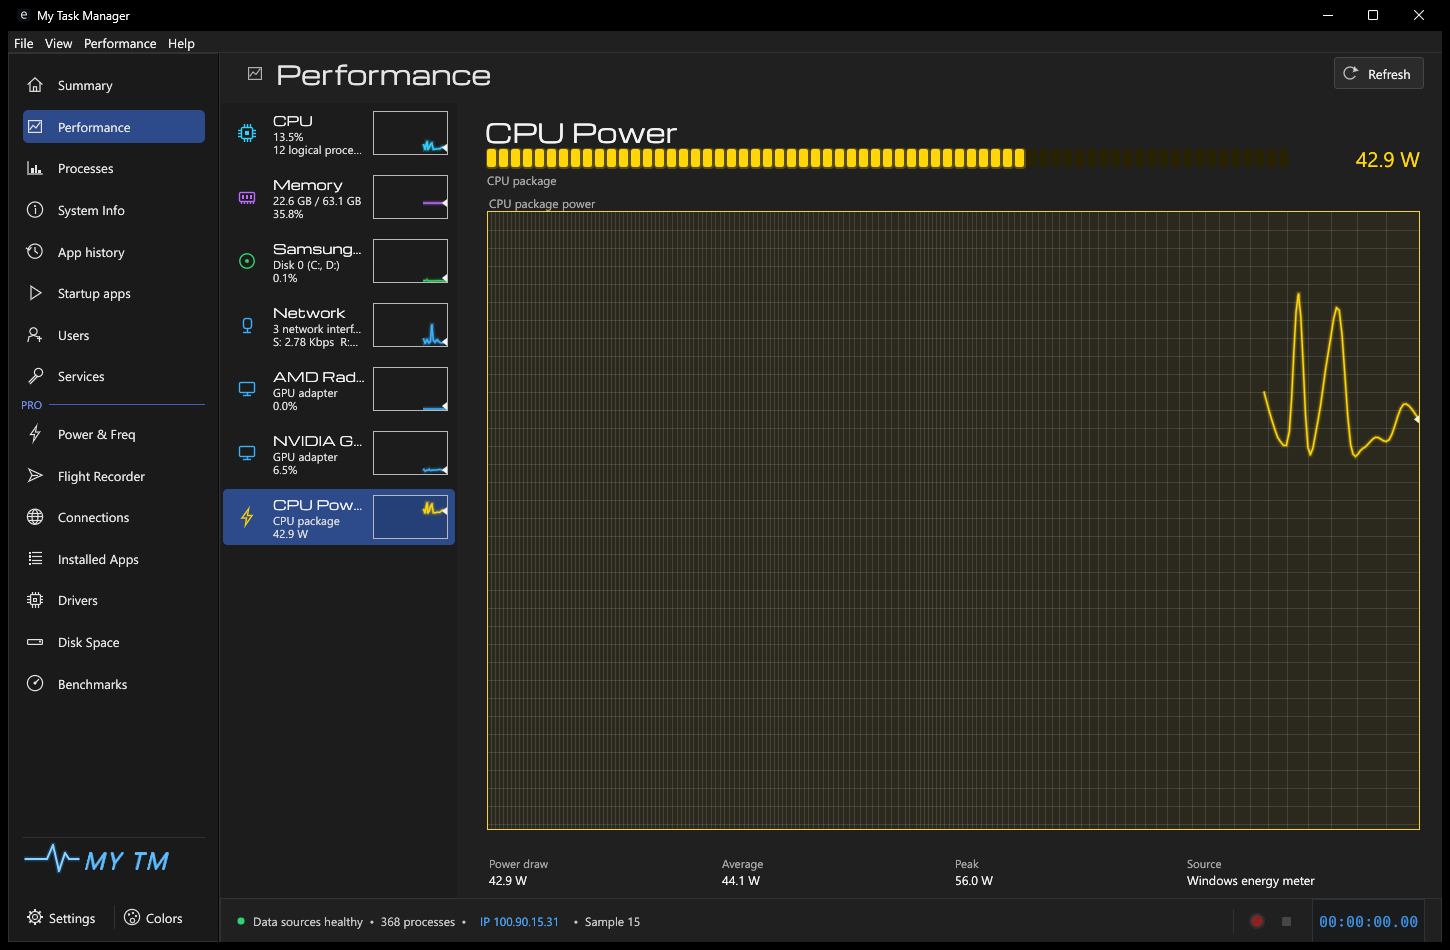 My Task Manager
File View Performance Help
Summary
Performance
Processes
System Info
App history
Startup apps
Users
Services
PRO
Power & Freq
Flight Recorder
Connections
Installed Apps
Drivers
Disk Space
Benchmarks
MY TM
Settings
Colors
Performance
Refresh
CPU
13.5%
12 logical proce...
Memory
22.6 GB / 63.1 GB
35.8%
Samsung...
Disk 0 (C:, D:)
0.1%
Network
3 network interf...
S: 2.78 Kbps R:...
AMD Rad...
GPU adapter
0.0%
NVIDIA G...
GPU adapter
6.5%
CPU Pow...
CPU package
42.9 W
CPU Power
42.9 W
CPU package
CPU package power
Power draw
42.9 W
Average
44.1 W
Peak
56.0 W
Source
Windows energy meter
Data sources healthy • 368 processes • IP 100.90.15.31 • Sample 15
00:00:00.00